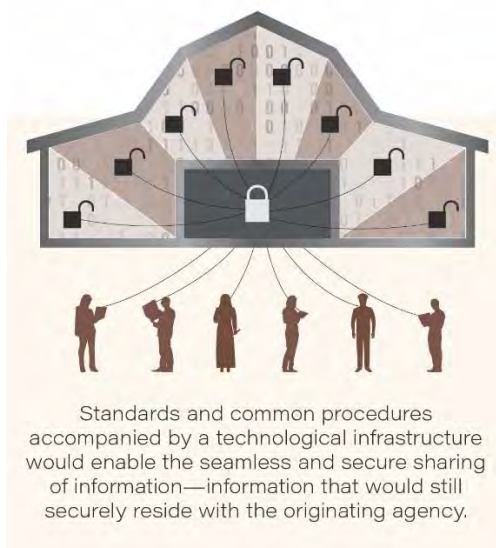 Standards and common procedures
accompanied by a technological infrastructure
would enable the seamless and secure sharing
of information—information that would still
securely reside with the originating agency.